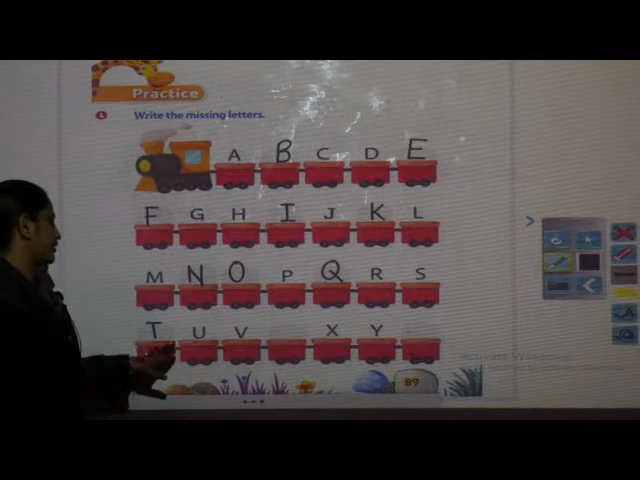 Practice
Write the missing letters.
A B C D E
F G H I J K L
M N O P Q R S
T U V X Y
89